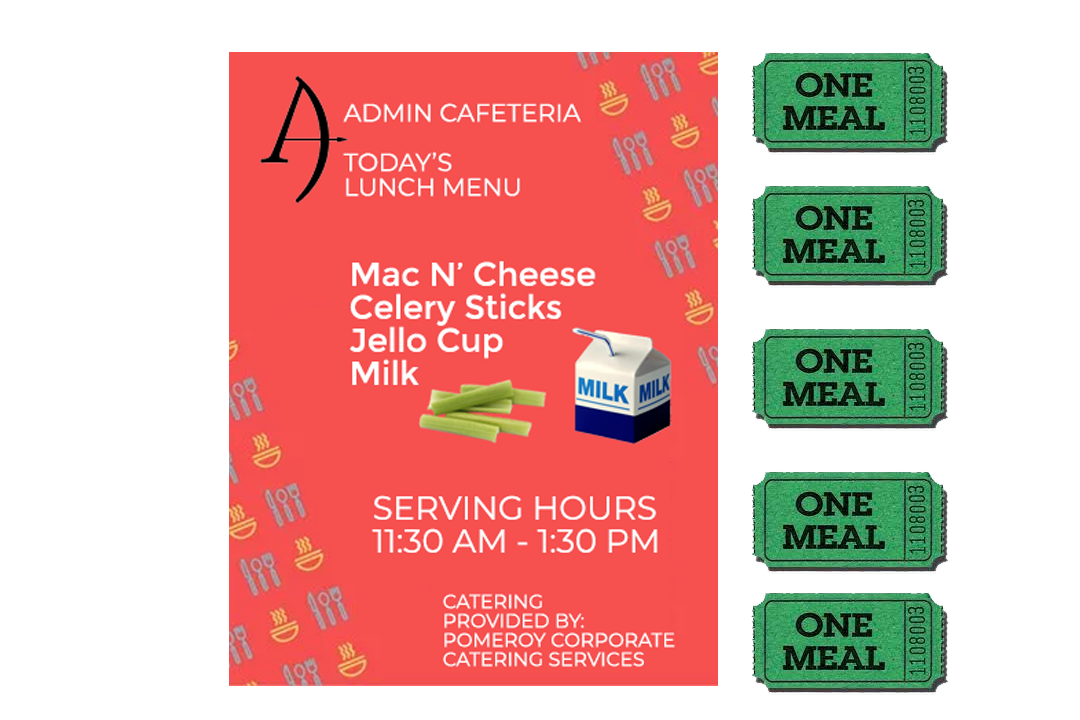 ADMIN CAFETERIA
TODAY'S
LUNCH MENU
Mac N' Cheese
Celery Sticks
Jello Cup
Milk
MILK MILK
SERVING HOURS
11:30 AM - 1:30 PM
CATERING
PROVIDED BY:
POMEROY CORPORATE
CATERING SERVICES
ONE
MEAL
1108003
ONE
MEAL
1108003
ONE
MEAL
1108003
ONE
MEAL
1108003
ONE
MEAL
1108003